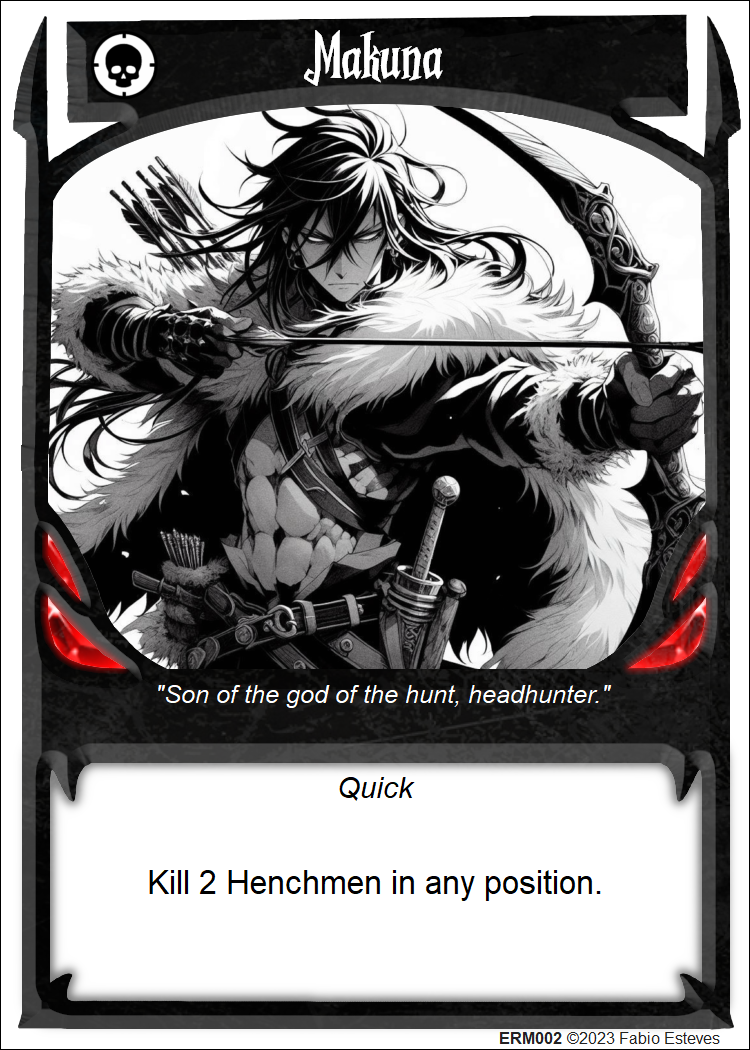 Makuna
"Son of the god of the hunt, headhunter."
Quick
Kill 2 Henchmen in any position.
ERM002 ©2023 Fabio Esteves